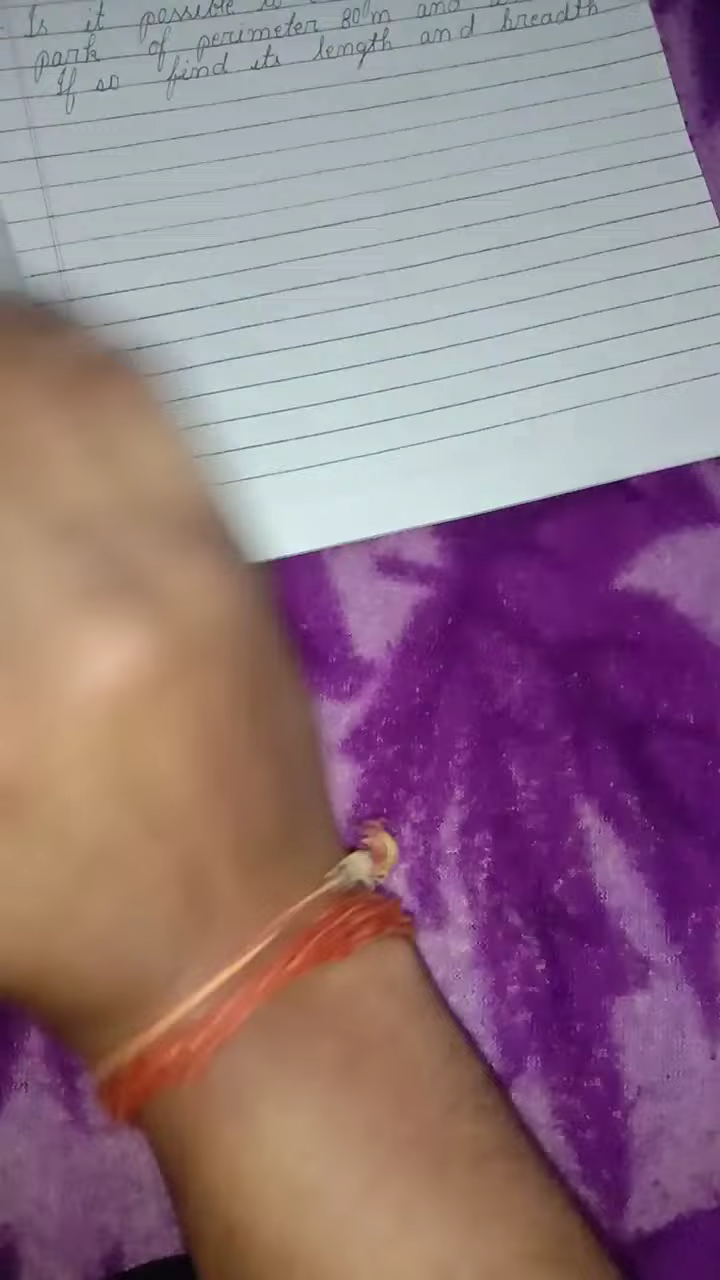 Is it possible
park of perimeter 80 m and
If so find its length and breadth